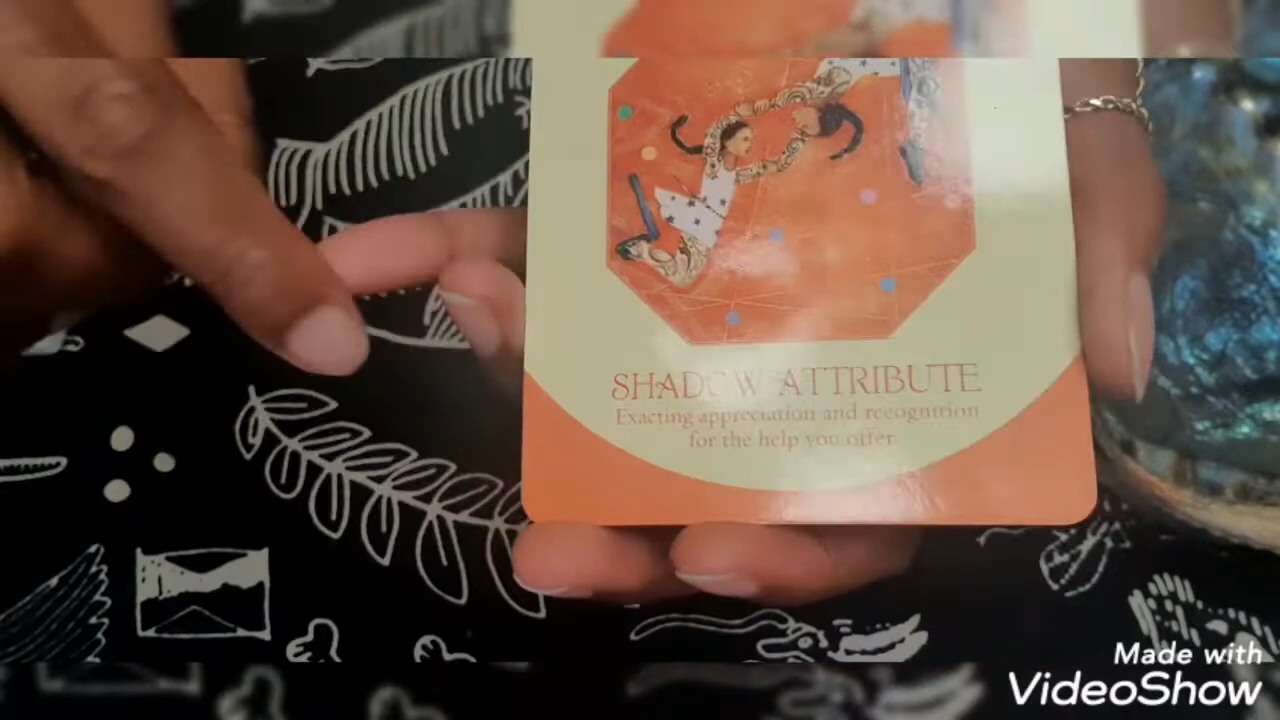 SHADOW ATTRIBUTE
Exacting appreciation and recognition
for the help you offer
Made with
VideoShow